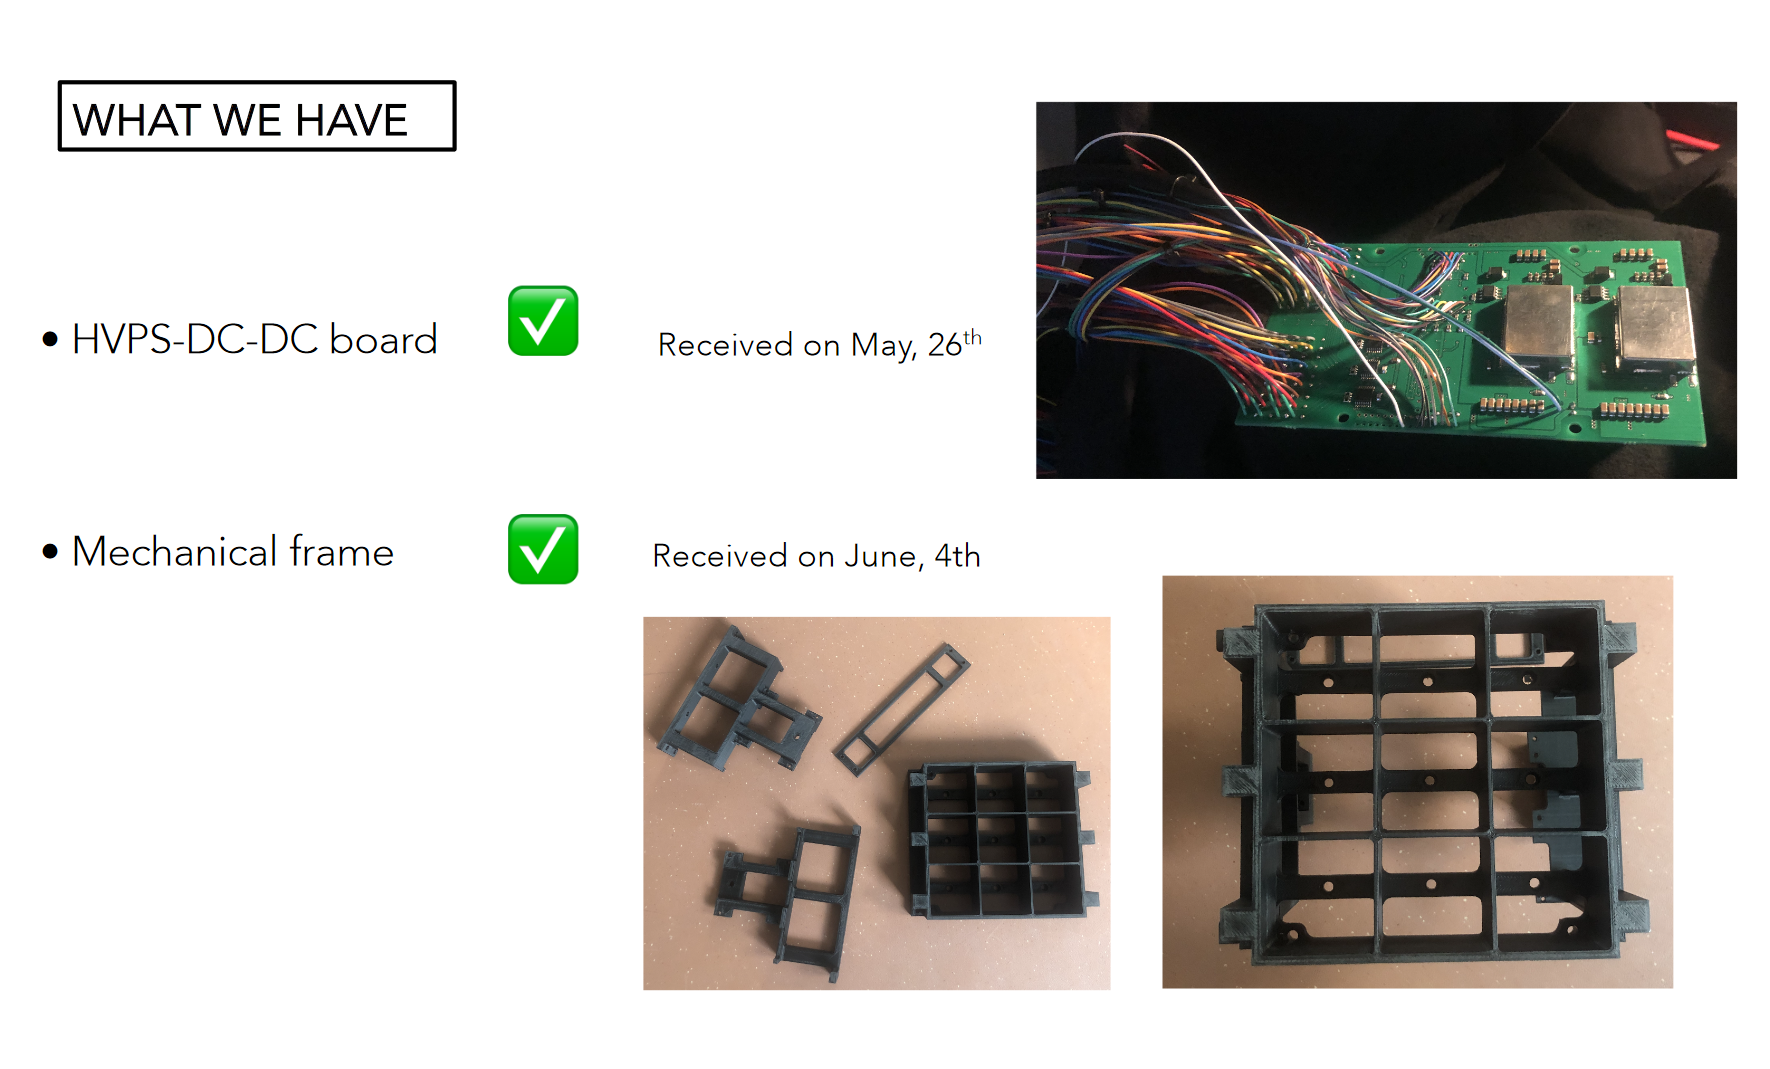 WHAT WE HAVE
• HVPS-DC-DC board ✅ Received on May, 26th
• Mechanical frame ✅ Received on June, 4th